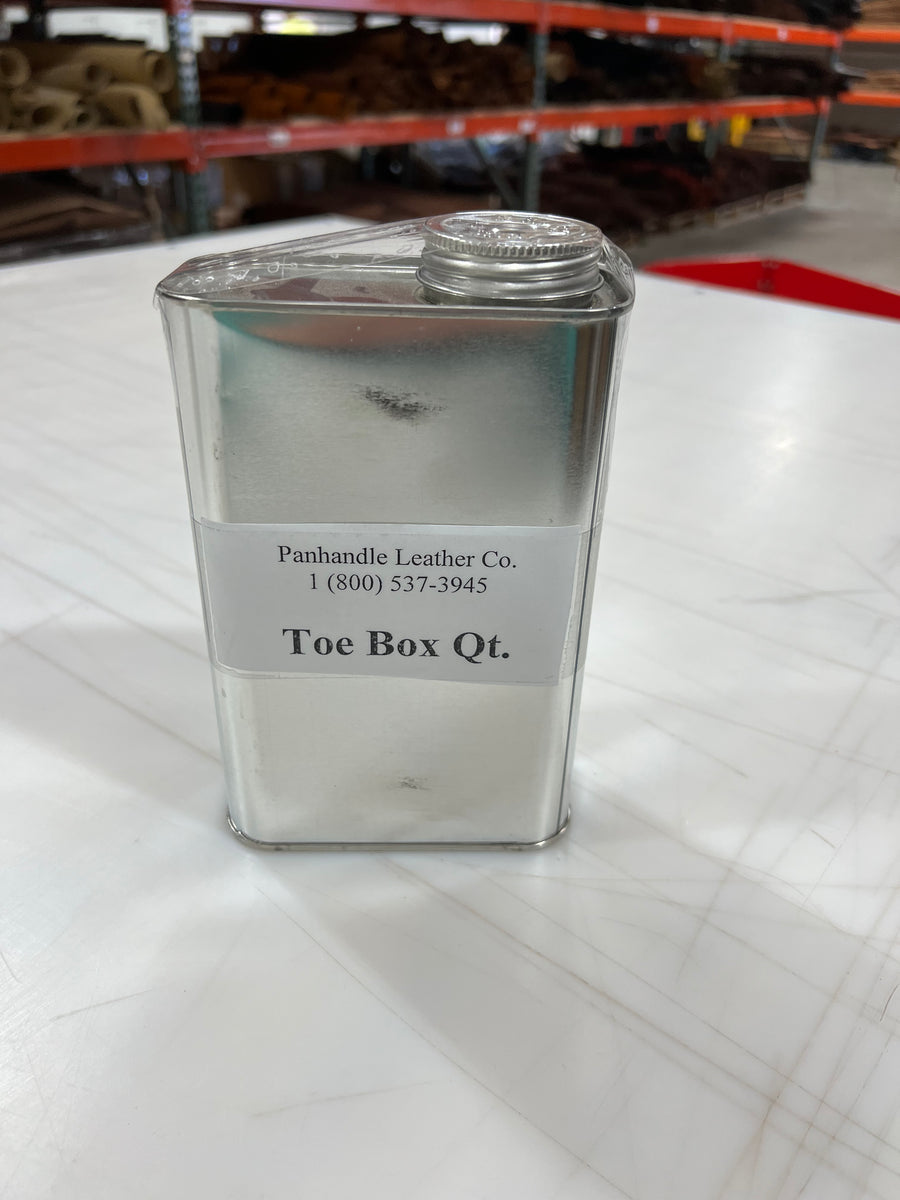 Panhandle Leather Co.
1 (800) 537-3945
Toe Box Qt.